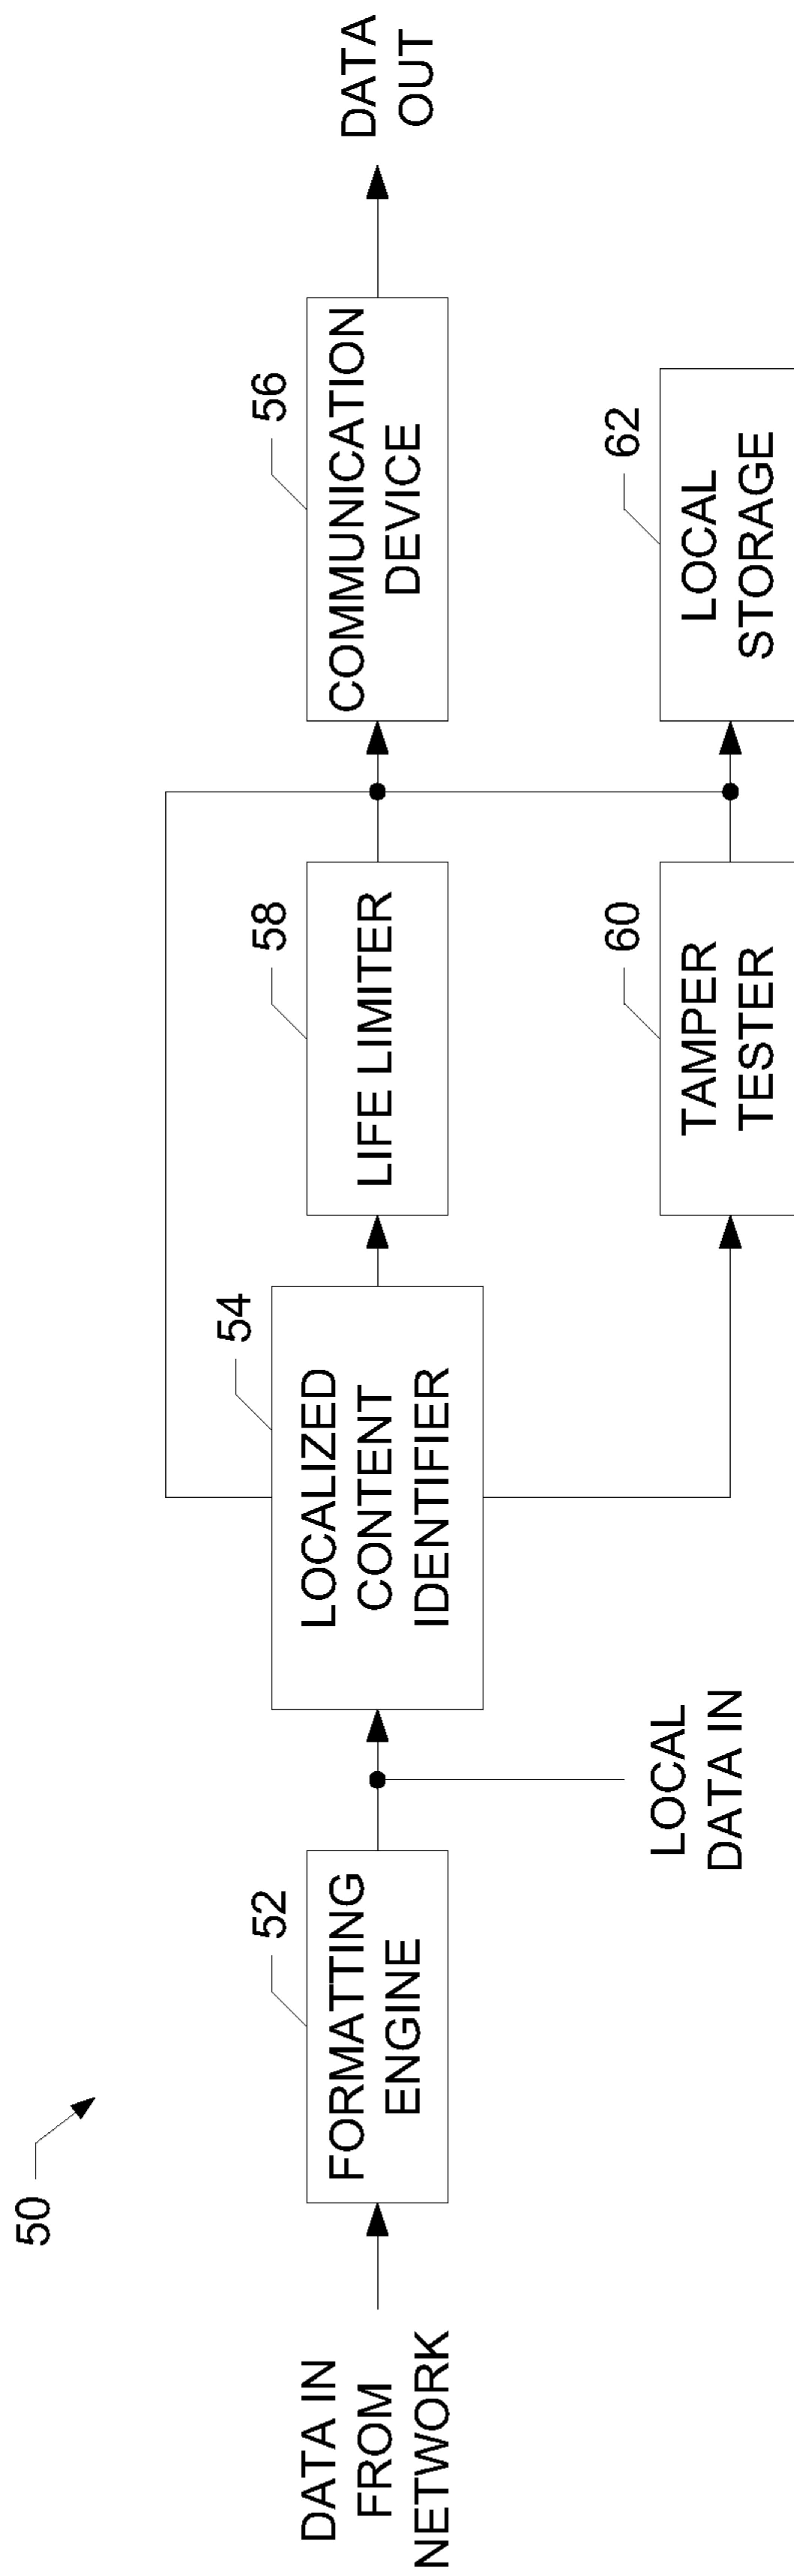 50
DATA IN
FROM
NETWORK
52
FORMATTING
ENGINE
LOCAL
DATA IN
54
LOCALIZED
CONTENT
IDENTIFIER
58
LIFE LIMITER
60
TAMPER
TESTER
56
COMMUNICATION
DEVICE
62
LOCAL
STORAGE
DATA
OUT